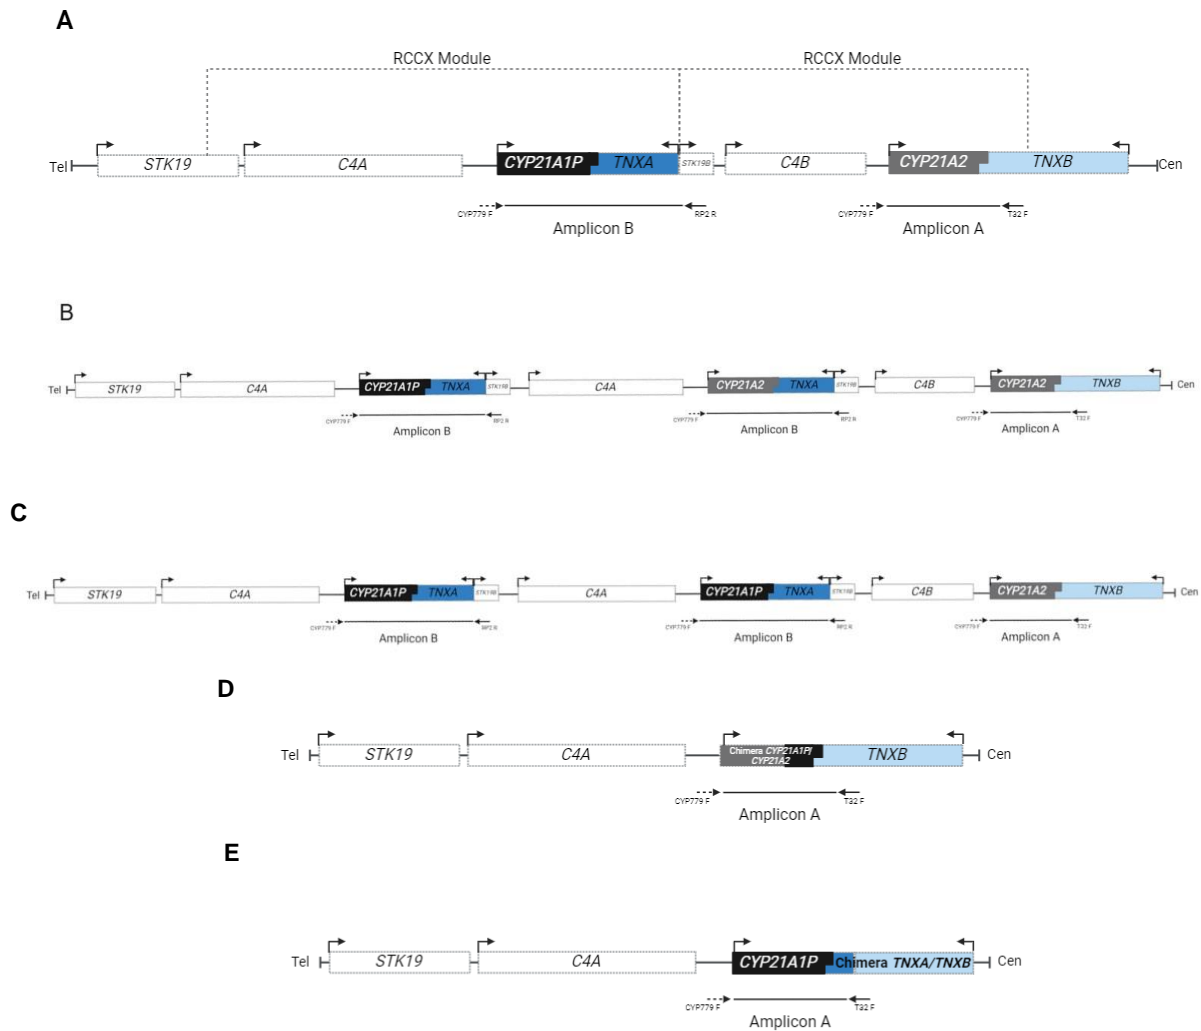 A
RCCX Module RCCX Module
Tel STK19 C4A CYP21A1P TNXA STK19B C4B CYP21A2 TNXB Cen
CYP779 F RP2 R CYP779 F T32 F
Amplicon B Amplicon A
B
Tel STK19 C4A CYP21A1P TNXA STK19B C4A CYP21A2 TNXA STK19B C4B CYP21A2 TNXB Cen
CYP779 F RP2 R CYP779 F RP2 R CYP779 F T32 F
Amplicon B Amplicon B Amplicon A
C
Tel STK19 C4A CYP21A1P TNXA STK19B C4A CYP21A1P TNXA STK19B C4B CYP21A2 TNXB Cen
CYP779 F RP2 R CYP779 F RP2 R CYP779 F T32 F
Amplicon B Amplicon B Amplicon A
D
Tel STK19 C4A Chimera CYP21A1P/ TNXB Cen
CYP21A2
CYP779 F T32 F
Amplicon A
E
Tel STK19 C4A CYP21A1P Chimera TNXA/TNXB Cen
CYP779 F T32 F
Amplicon A